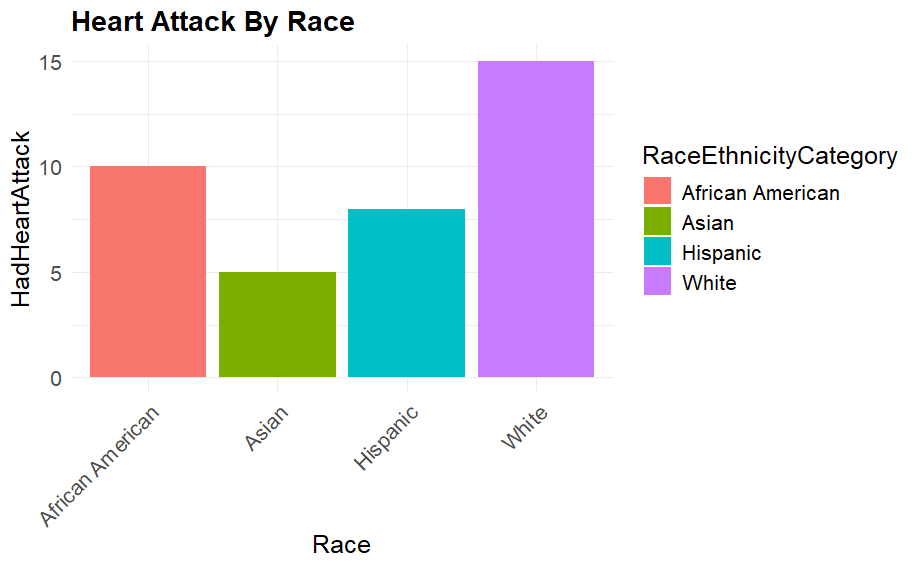 Heart Attack By Race
HadHeartAttack
15
10
5
0
African American
Asian
Hispanic
White
Race
RaceEthnicityCategory
African American
Asian
Hispanic
White